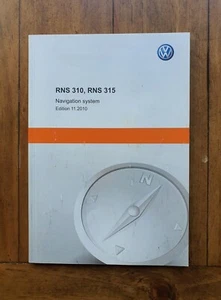 RNS 310, RNS 315
Navigation system
Edition 11.2010
N